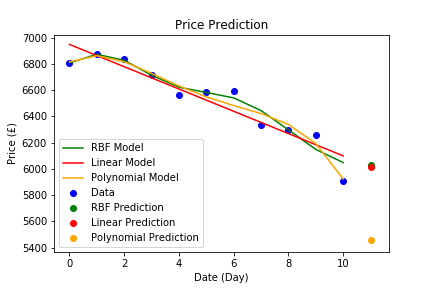 Price Prediction
7000
6800
6600
6400
6200
6000
5800
5600
5400
Price (£)
RBF Model
Linear Model
Polynomial Model
Data
RBF Prediction
Linear Prediction
Polynomial Prediction
0 2 4 6 8 10
Date (Day)